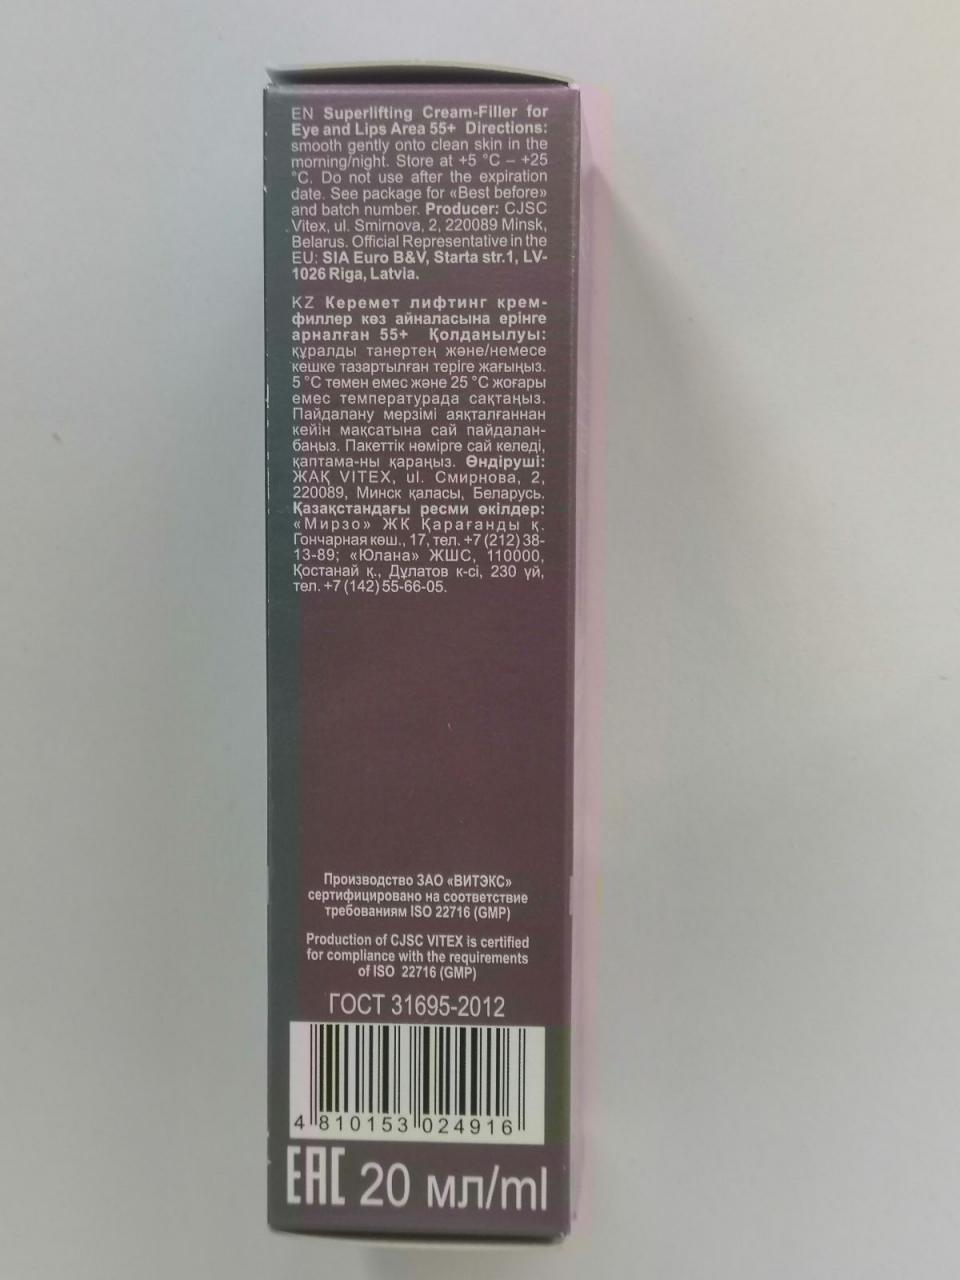 EN Superlifting Cream-Filler for
Eye and Lips Area 55+ Directions:
smooth gently onto clean skin in the
morning/night. Store at +5 °C – +25
°C. Do not use after the expiration
date. See package for «Best before»
and batch number. Producer: CJSC
Vitex, ul. Smirnova, 2, 220089 Minsk,
Belarus. Official Representative in the
EU: SIA Euro B&V, Starta str.1, LV-
1026 Riga, Latvia.
KZ Керемет лифтинг крем-
филлер көз айналасына ерінге
арналған 55+ Қолданылуы:
құралды таңертең және/немесе
кешке тазартылған теріге жағыңыз.
5 °C төмен емес және 25 °C жоғары
емес температурада сақтаңыз.
Пайдалану мерзімі аяқталғаннан
кейін мақсатына сай пайдалан-
баңыз. Пакеттік нөмірге сай келеді,
қаптама-ны қараңыз. Өндіруші:
ЖАҚ VITEX, ul. Смирнова, 2,
220089, Минск қаласы, Беларусь.
Қазақстандағы ресми өкілдер:
«Мирзо» ЖК Қарағанды қ.
Гончарная көш., 17, тел. +7 (212) 38-
13-89; «Юлана» ЖШС, 110000,
Қостанай қ., Дулатов к-сі, 230 үй,
тел. +7 (142) 55-66-05.
Производство ЗАО «ВИТЭКС»
сертифицировано на соответствие
требованиям ISO 22716 (GMP)
Production of CJSC VITEX is certified
for compliance with the requirements
of ISO 22716 (GMP)
ГОСТ 31695-2012
4 810153 024916
EAC 20 мл/ml